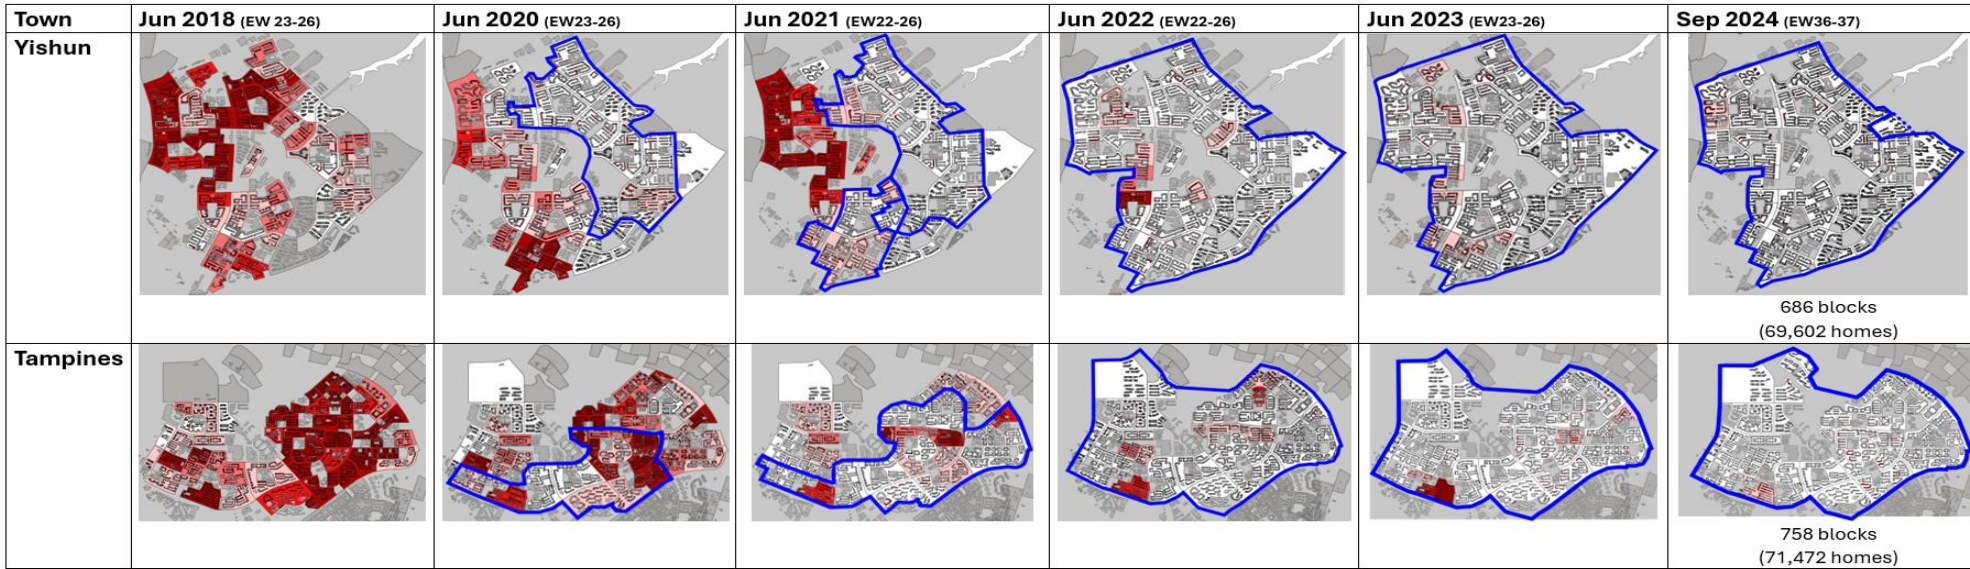 Town
Jun 2018 (EW 23-26)
Jun 2020 (EW23-26)
Jun 2021 (EW22-26)
Jun 2022 (EW22-26)
Jun 2023 (EW23-26)
Sep 2024 (EW36-37)
Yishun
686 blocks
(69,602 homes)
Tampines
758 blocks
(71,472 homes)